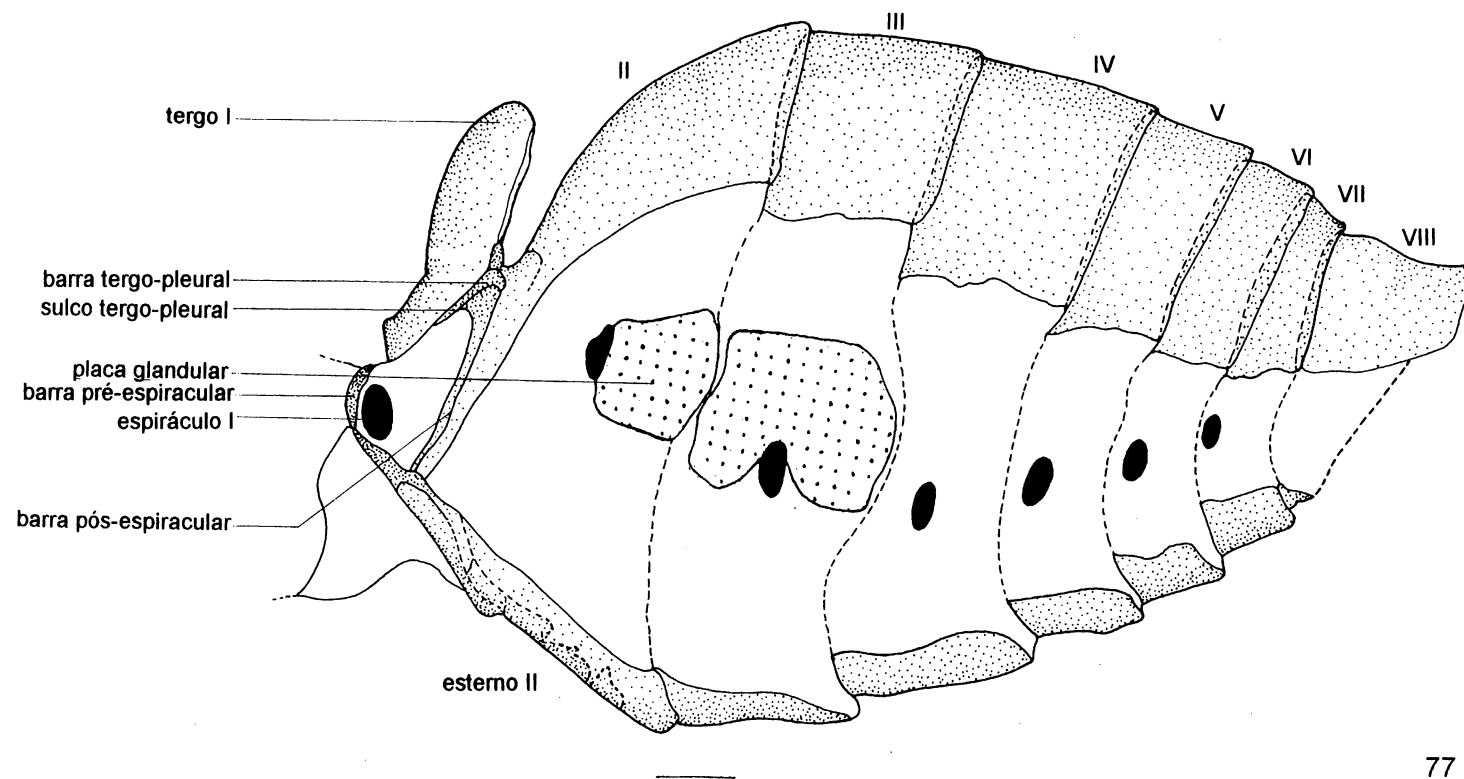 III
II
IV
tergo I
V
VI
VII
VIII
barra tergo-pleural
sulco tergo-pleural
placa glandular
barra pré-espiracular
espiráculo I
barra pós-espiracular
esterno II
77